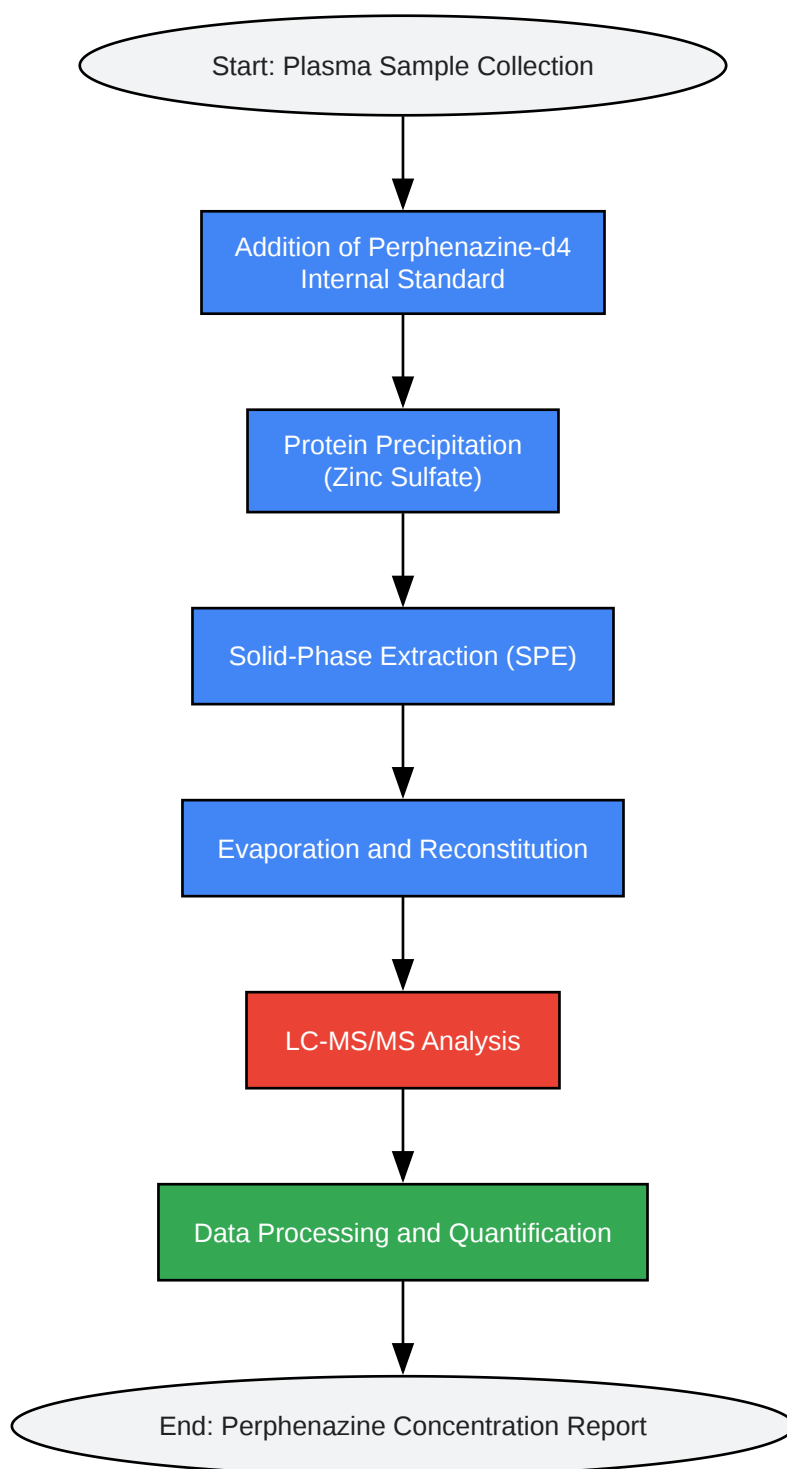 Start: Plasma Sample Collection
Addition of Perphenazine-d4
Internal Standard
Protein Precipitation
(Zinc Sulfate)
Solid-Phase Extraction (SPE)
Evaporation and Reconstitution
LC-MS/MS Analysis
Data Processing and Quantification
End: Perphenazine Concentration Report